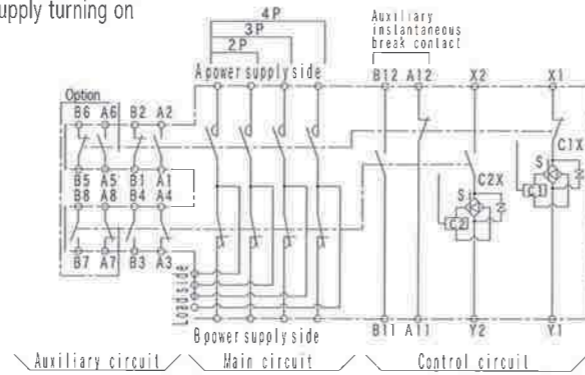 upply turning on
4P
3P
2P
Auxiliary
instantaneous
break contact
A power supply side
B12 A12 X2 X1
Option
B6 A6 B2 A2
C1X
B5 A5 B1 A1
B8 A8 B4 A4
C2X
S
C1
S
C2
B7 A7 B3 A3
Load side
B power supply side
B11 A11 Y2 Y1
Auxiliary circuit
Main circuit
Control circuit